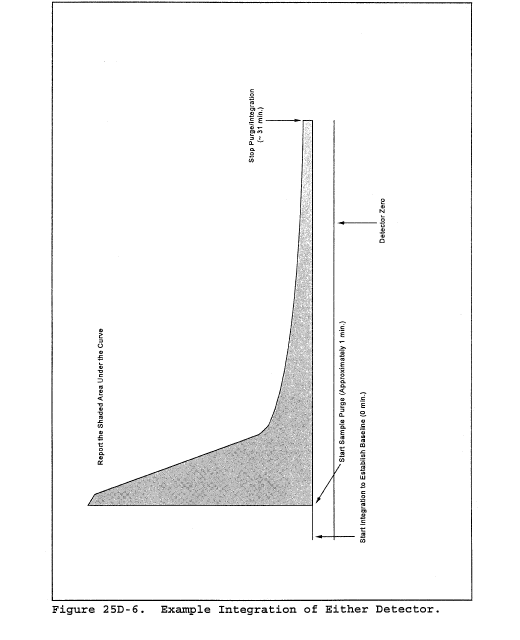 Report the Shaded Area Under the Curve
Stop Purge/Integration
(~ 31 min.)
Detector Zero
Start Sample Purge (Approximately 1 min.)
Start Integration to Establish Baseline (0 min.)
Figure 25D-6. Example Integration of Either Detector.